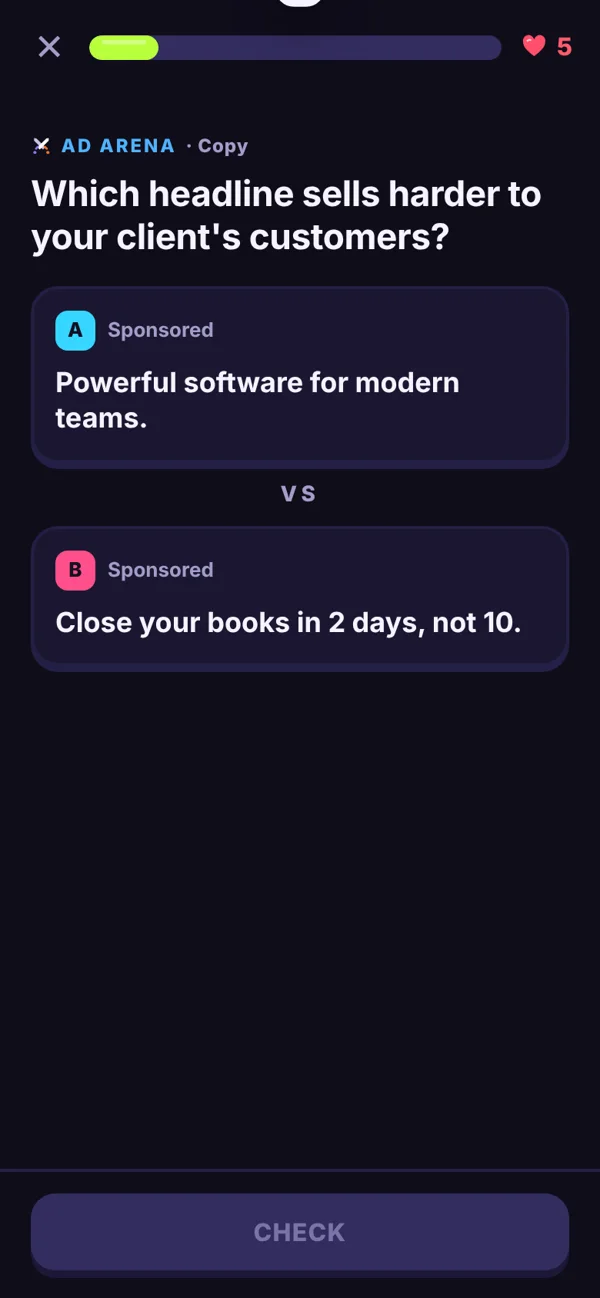 5
AD ARENA · Copy
Which headline sells harder to
your client's customers?
A Sponsored
Powerful software for modern
teams.
VS
B Sponsored
Close your books in 2 days, not 10.
CHECK